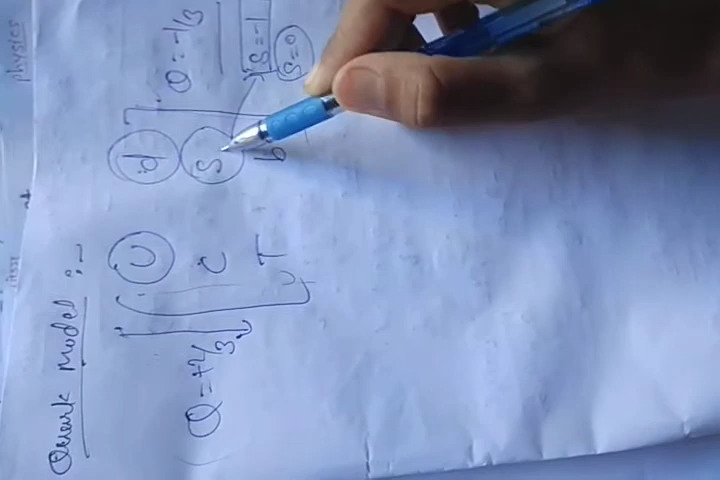 Quark Model :-
Q = +2/3 U d Q = -1/3
C S S = -1
T b S = 0
physics